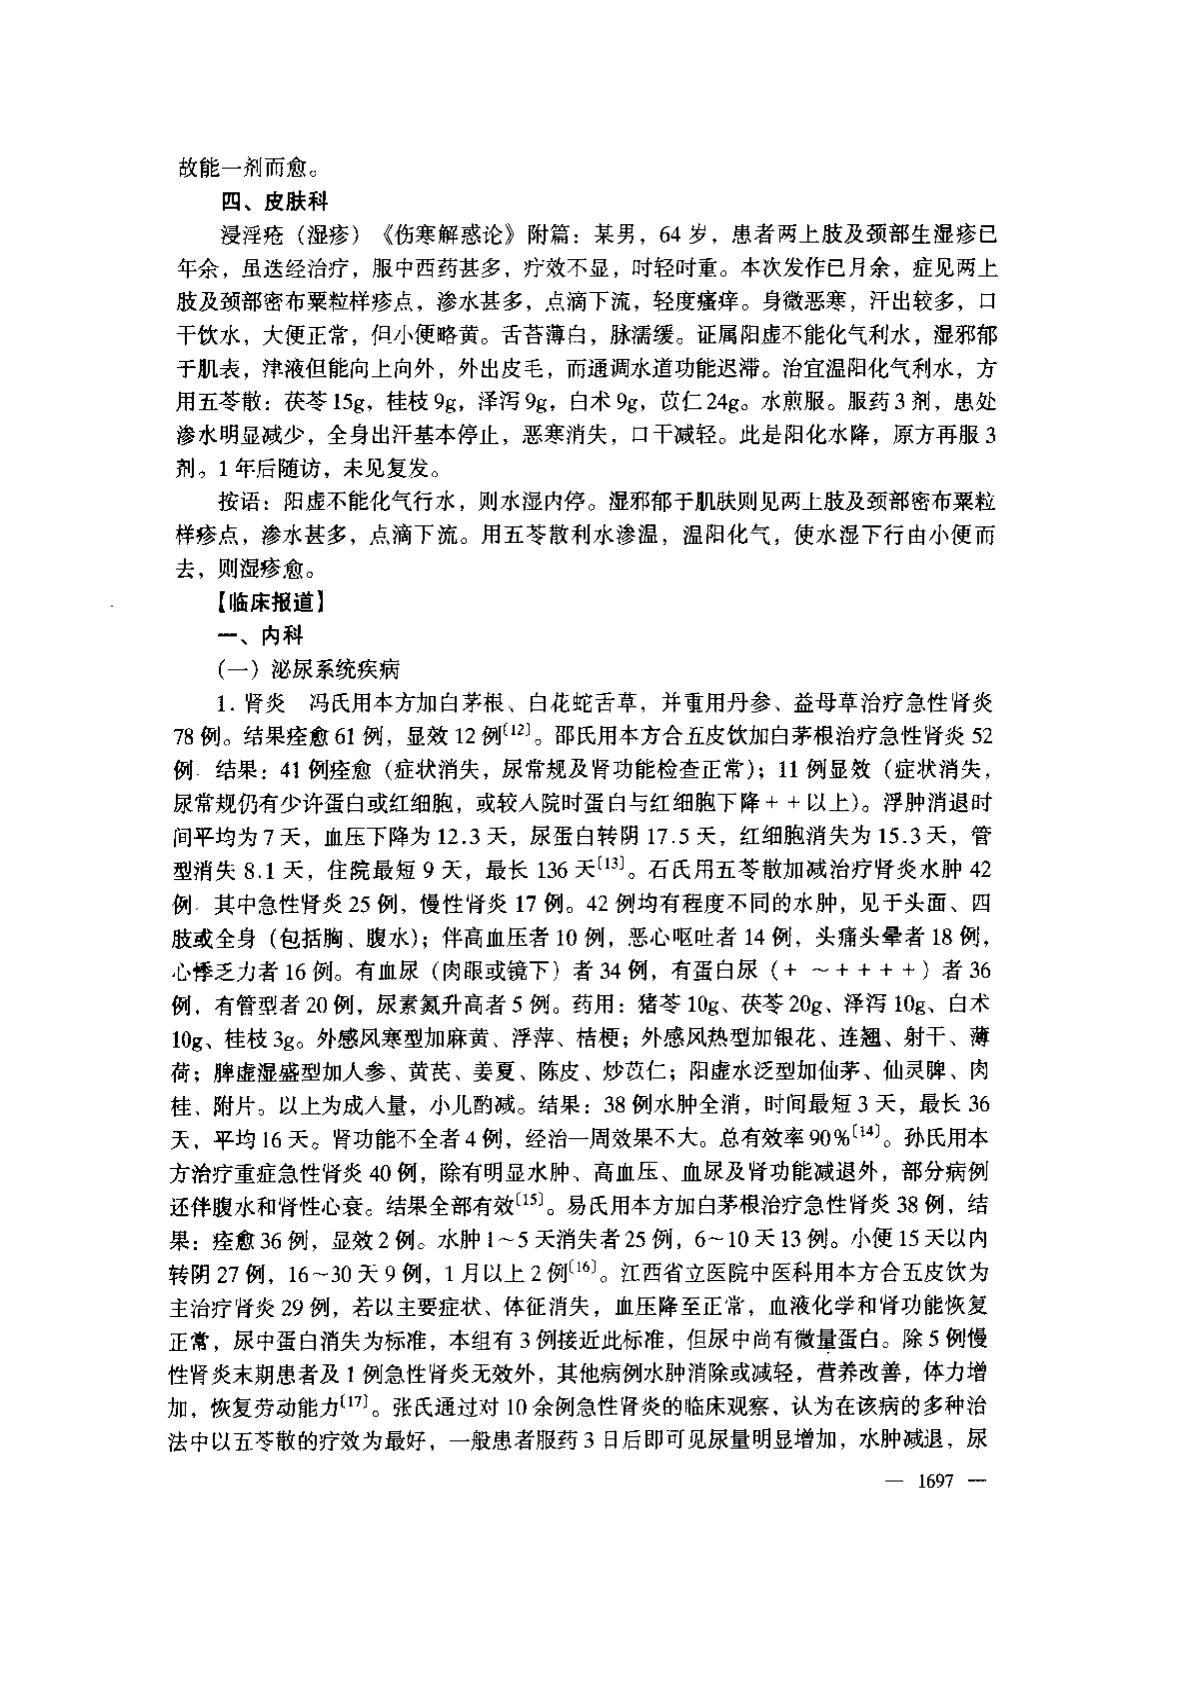 故能一剂而愈。
四、皮肤科
浸淫疮（湿疹）《伤寒解惑论》附篇：某男，64岁，患者两上肢及颈部生湿疹已
年余，虽迭经治疗，服中西药甚多，疗效不显，时轻时重。本次发作已月余，症见两上
肢及颈部密布粟粒样疹点，渗水甚多，点滴下流，轻度瘙痒。身微恶寒，汗出较多，口
干饮水，大便正常，但小便略黄。舌苔薄白，脉濡缓。证属阳虚不能化气利水，湿邪郁
于肌表，津液但能向上向外，外出皮毛，而通调水道功能迟滞。治宜温阳化气利水，方
用五苓散：茯苓15g，桂枝9g，泽泻9g，白术9g，苡仁24g。水煎服。服药3剂，患处
渗水明显减少，全身出汗基本停止，恶寒消失，口干减轻。此是阳化水降，原方再服3
剂。1年后随访，未见复发。
按语：阳虚不能化气行水，则水湿内停。湿邪郁于肌肤则见两上肢及颈部密布粟粒
样疹点，渗水甚多，点滴下流。用五苓散利水渗温，温阳化气，使水湿下行由小便而
去，则湿疹愈。
【临床报道】
一、内科
（一）泌尿系统疾病
1. 肾炎　冯氏用本方加白茅根、白花蛇舌草，并重用丹参、益母草治疗急性肾炎
78例。结果痊愈61例，显效12例〔12〕。邵氏用本方合五皮饮加白茅根治疗急性肾炎52
例. 结果：41例痊愈（症状消失，尿常规及肾功能检查正常）；11例显效（症状消失，
尿常规仍有少许蛋白或红细胞，或较入院时蛋白与红细胞下降＋＋以上）。浮肿消退时
间平均为7天，血压下降为12.3天，尿蛋白转阴17.5天，红细胞消失为15.3天，管
型消失8.1天，住院最短9天，最长136天〔13〕。石氏用五苓散加减治疗肾炎水肿42
例. 其中急性肾炎25例，慢性肾炎17例。42例均有程度不同的水肿，见于头面、四
肢或全身（包括胸、腹水）；伴高血压者10例，恶心呕吐者14例，头痛头晕者18例，
心悸乏力者16例。有血尿（肉眼或镜下）者34例，有蛋白尿（＋～＋＋＋＋）者36
例，有管型者20例，尿素氮升高者5例。药用：猪苓10g、茯苓20g、泽泻10g、白术
10g、桂枝3g。外感风寒型加麻黄、浮萍、桔梗；外感风热型加银花、连翘、射干、薄
荷；脾虚湿盛型加人参、黄芪、姜夏、陈皮、炒苡仁；阳虚水泛型加仙茅、仙灵脾、肉
桂、附片。以上为成人量，小儿酌减。结果：38例水肿全消，时间最短3天，最长36
天，平均16天。肾功能不全者4例，经治一周效果不大。总有效率90%〔14〕。孙氏用本
方治疗重症急性肾炎40例，除有明显水肿、高血压、血尿及肾功能减退外，部分病例
还伴腹水和肾性心衰。结果全部有效〔15〕。易氏用本方加白茅根治疗急性肾炎38例，结
果：痊愈36例，显效2例。水肿1～5天消失者25例，6～10天13例。小便15天以内
转阴27例，16～30天9例，1月以上2例〔16〕。江西省立医院中医科用本方合五皮饮为
主治疗肾炎29例，若以主要症状、体征消失，血压降至正常，血液化学和肾功能恢复
正常，尿中蛋白消失为标准，本组有3例接近此标准，但尿中尚有微量蛋白。除5例慢
性肾炎末期患者及1例急性肾炎无效外，其他病例水肿消除或减轻，营养改善，体力增
加，恢复劳动能力〔17〕。张氏通过对10余例急性肾炎的临床观察，认为在该病的多种治
法中以五苓散的疗效为最好，一般患者服药3日后即可见尿量明显增加，水肿减退，尿
— 1697 —